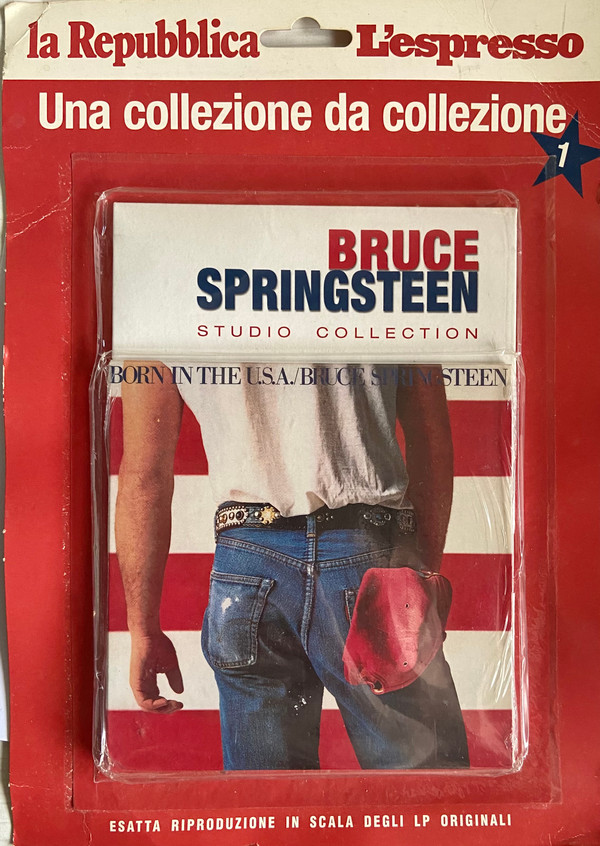 la Repubblica L'espresso
Una collezione da collezione
1
BRUCE
SPRINGSTEEN
STUDIO COLLECTION
BORN IN THE U.S.A./BRUCE SPRINGSTEEN
ESATTA RIPRODUZIONE IN SCALA DEGLI LP ORIGINALI